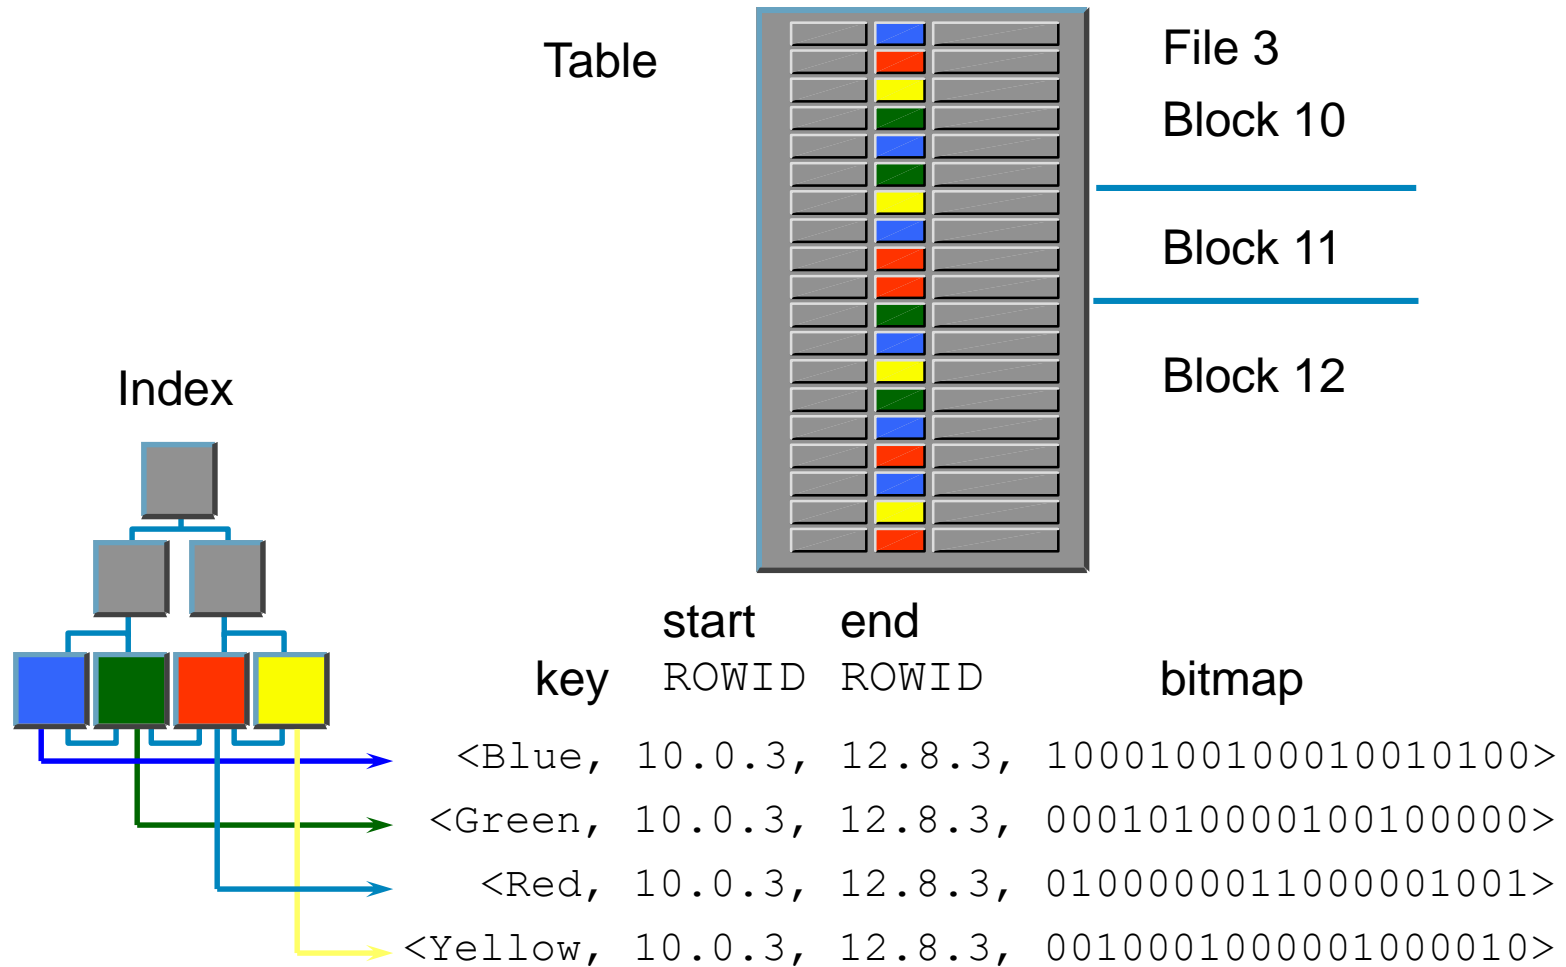 Table
File 3
Block 10
Block 11
Block 12
Index
start end
key ROWID ROWID bitmap
<Blue, 10.0.3, 12.8.3, 1000100100010010100>
<Green, 10.0.3, 12.8.3, 0001010000100100000>
<Red, 10.0.3, 12.8.3, 0100000011000001001>
<Yellow, 10.0.3, 12.8.3, 0010001000001000010>